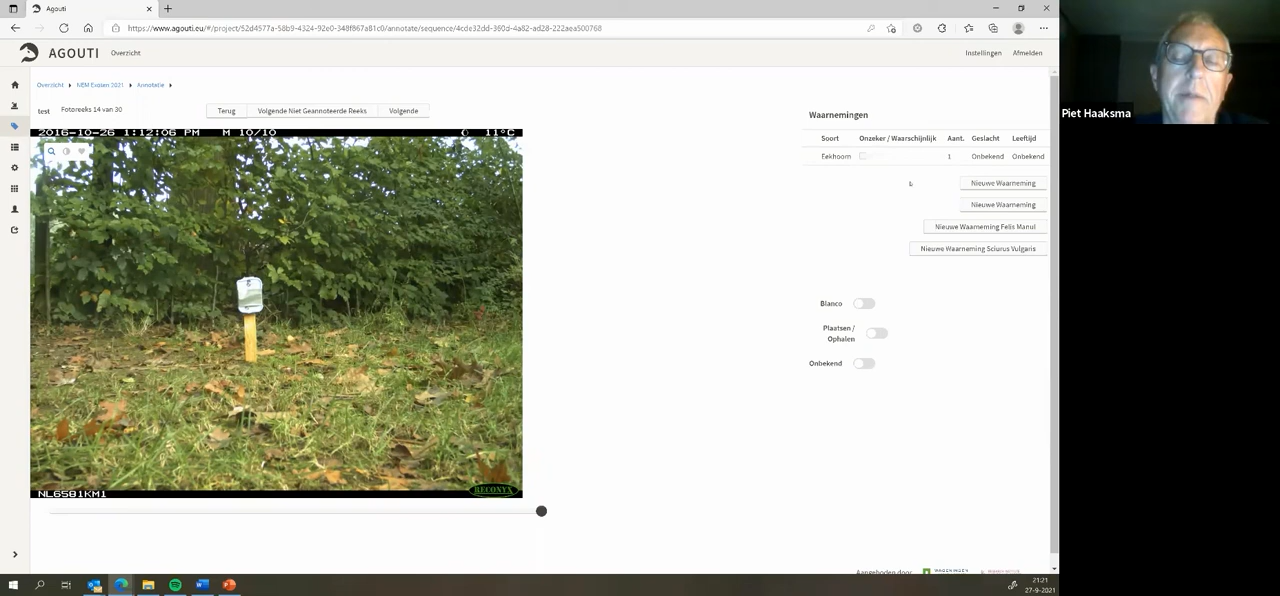 Agouti
https://www.agouti.eu/#/project/52d4577a-58b9-4324-92e0-348f867a81c0/annotate/sequence/4cde32dd-360d-4a82-ad28-222aea500768
AGOUTI
Overzicht
Instellingen
Afmelden
Overzicht
NEM Exoten 2021
Annotatie
test
Fotoreeks 14 van 30
Terug
Volgende Niet Geannoteerde Reeks
Volgende
2016-10-26 1:12:06 PM M 10/10 11°C
NL6581KM1
RECONYX
Waarnemingen
Soort Onzeker / Waarschijnlijk Aant. Geslacht Leeftijd
Eekhoorn 1 Onbekend Onbekend
Nieuwe Waarneming
Nieuwe Waarneming
Nieuwe Waarneming Felis Manul
Nieuwe Waarneming Sciurus Vulgaris
Blanco
Plaatsen /
Ophalen
Onbekend
Aangeboden door
WAGENINGEN
Piet Haaksma
21:21
27-9-2021